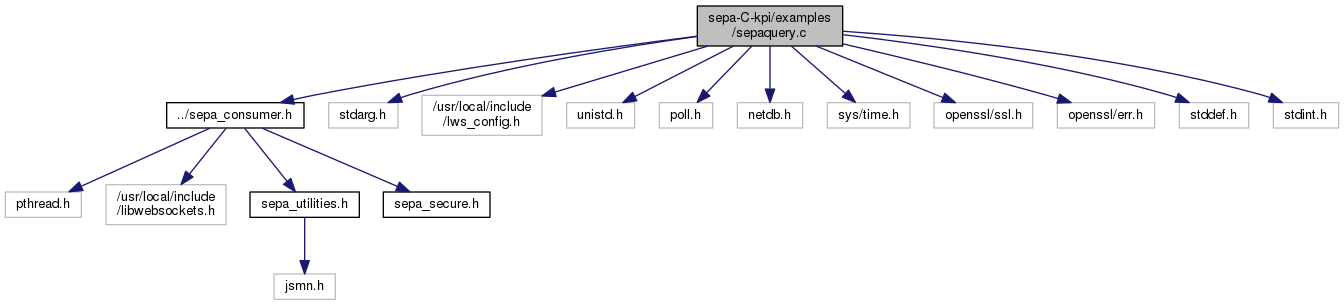 sepa-C-kpi/examples
/sepaquery.c
../sepa_consumer.h
stdarg.h
/usr/local/include
/lws_config.h
unistd.h
poll.h
netdb.h
sys/time.h
openssl/ssl.h
openssl/err.h
stddef.h
stdint.h
pthread.h
/usr/local/include
/libwebsockets.h
sepa_utilities.h
sepa_secure.h
jsmn.h